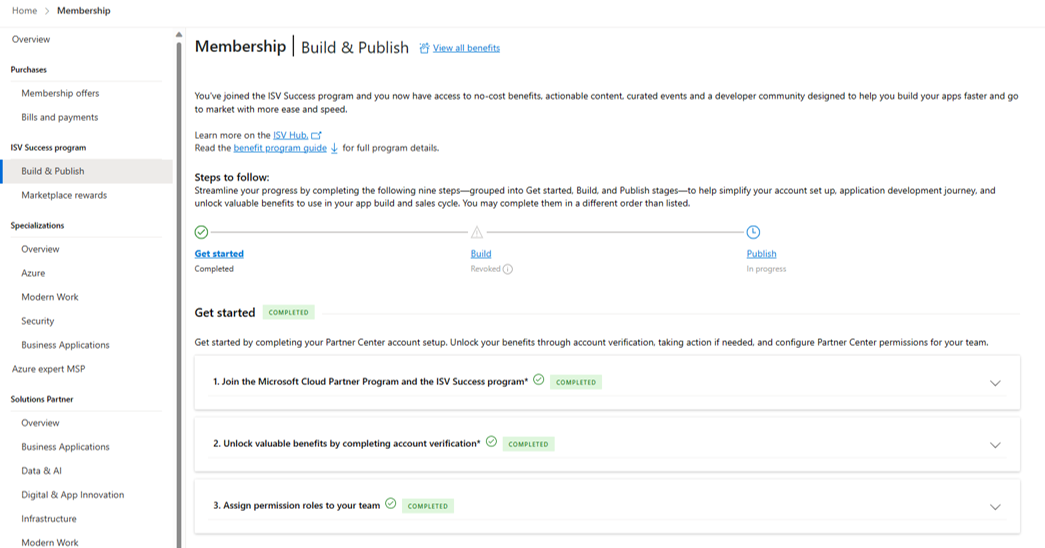 Home > Membership
Overview
Purchases
Membership offers
Bills and payments
ISV Success program
Build & Publish
Marketplace rewards
Specializations
Overview
Azure
Modern Work
Security
Business Applications
Azure expert MSP
Solutions Partner
Overview
Business Applications
Data & AI
Digital & App Innovation
Infrastructure
Modern Work
Membership | Build & Publish View all benefits
You've joined the ISV Success program and you now have access to no-cost benefits, actionable content, curated events and a developer community designed to help you build your apps faster and go
to market with more ease and speed.
Learn more on the ISV Hub.
Read the benefit program guide for full program details.
Steps to follow:
Streamline your progress by completing the following nine steps—grouped into Get started, Build, and Publish stages—to help simplify your account set up, application development journey, and
unlock valuable benefits to use in your app build and sales cycle. You may complete them in a different order than listed.
Get started Build Publish
Completed Revoked In progress
Get started COMPLETED
Get started by completing your Partner Center account setup. Unlock your benefits through account verification, taking action if needed, and configure Partner Center permissions for your team.
1. Join the Microsoft Cloud Partner Program and the ISV Success program* COMPLETED
2. Unlock valuable benefits by completing account verification* COMPLETED
3. Assign permission roles to your team COMPLETED